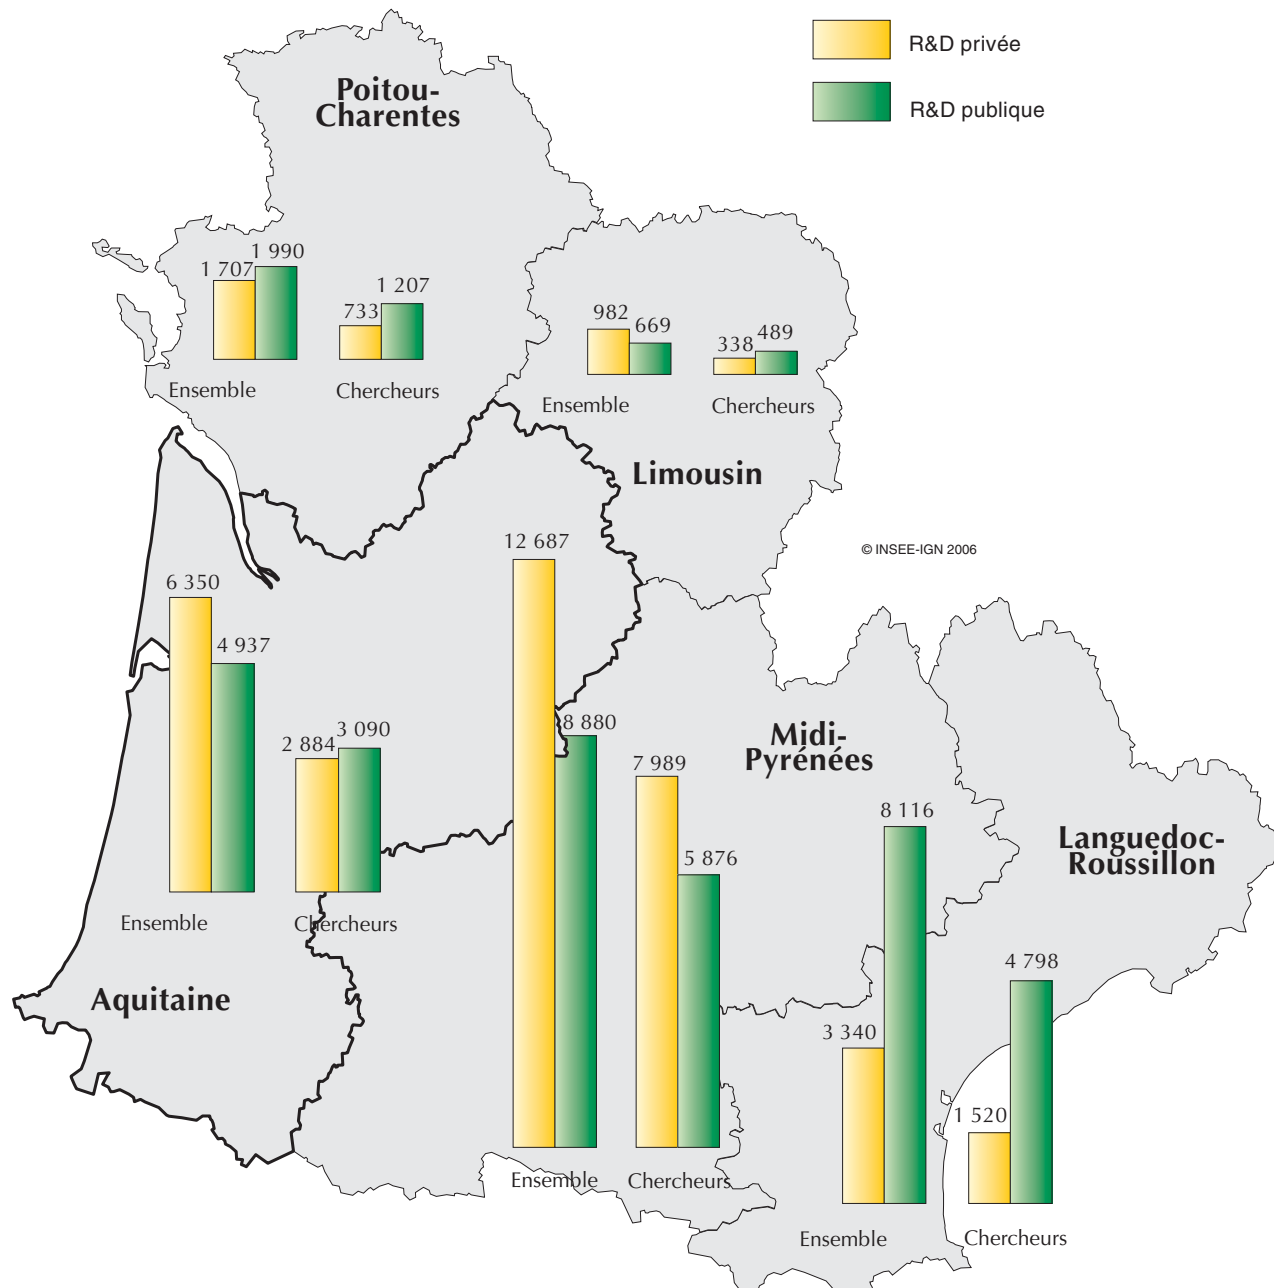 R&D privée
R&D publique
Poitou-
Charentes
1 707
1 990
733
1 207
Ensemble
Chercheurs
982
669
338
489
Ensemble
Chercheurs
Limousin
© INSEE-IGN 2006
6 350
4 937
2 884
3 090
Ensemble
Chercheurs
Aquitaine
12 687
8 880
7 989
5 876
Ensemble
Chercheurs
Midi-
Pyrénées
3 340
8 116
1 520
4 798
Ensemble
Chercheurs
Languedoc-
Roussillon